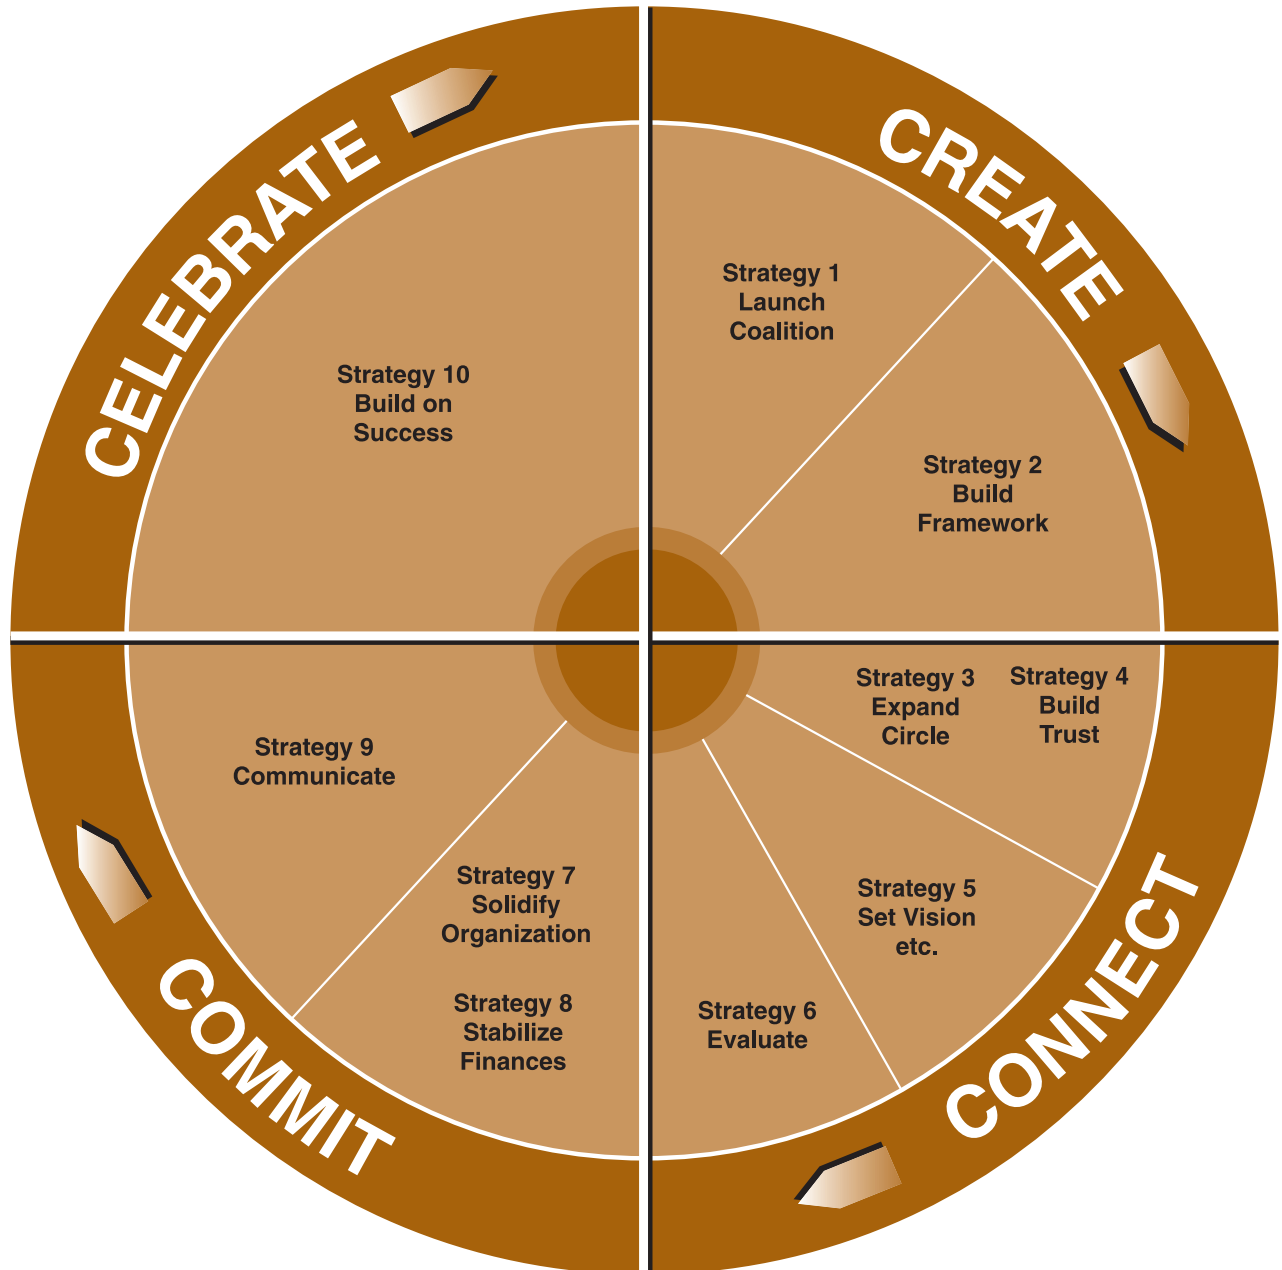 CREATE
Strategy 1
Launch
Coalition
Strategy 2
Build
Framework
CONNECT
Strategy 3
Expand
Circle
Strategy 4
Build
Trust
Strategy 5
Set Vision
etc.
Strategy 6
Evaluate
COMMIT
Strategy 7
Solidify
Organization
Strategy 8
Stabilize
Finances
Strategy 9
Communicate
CELEBRATE
Strategy 10
Build on
Success